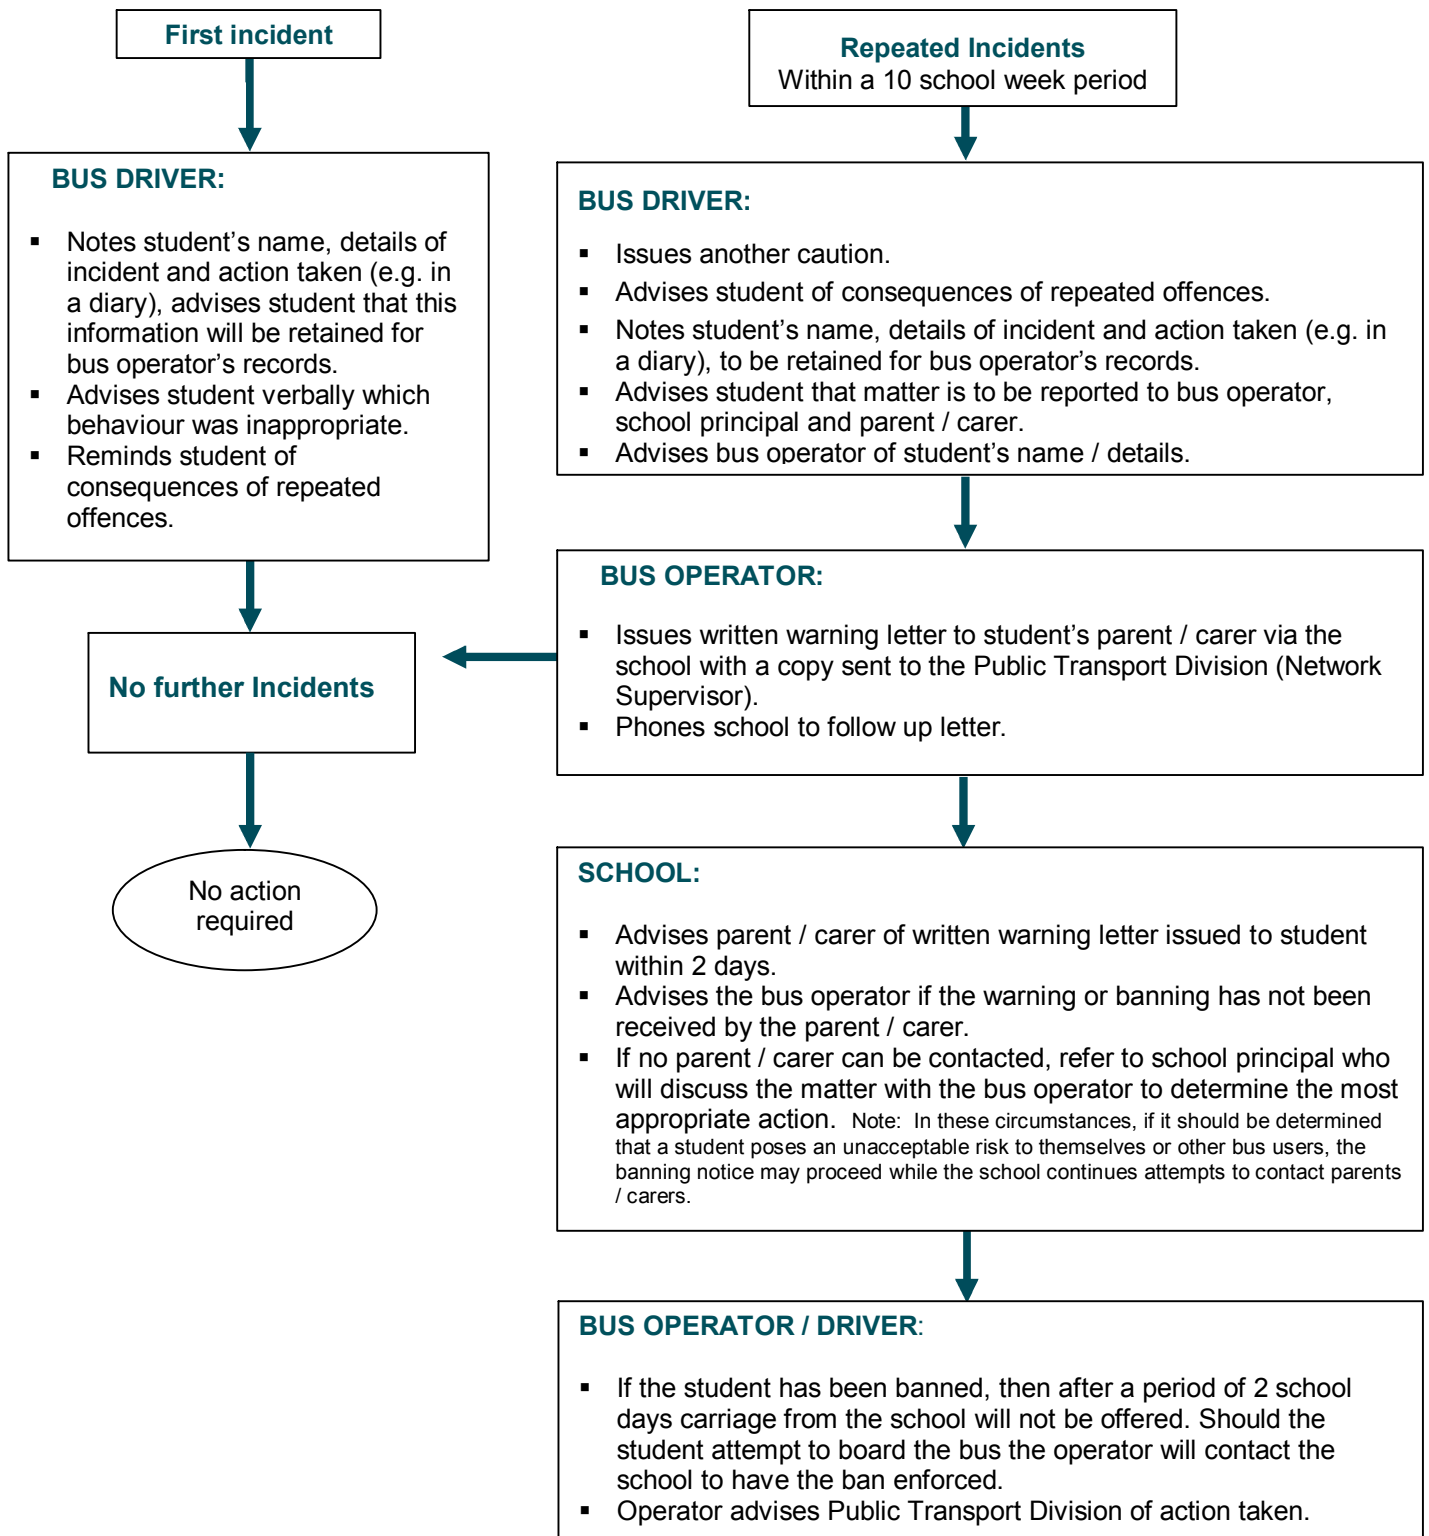 First incident
BUS DRIVER:
▪ Notes student’s name, details of
incident and action taken (e.g. in
a diary), advises student that this
information will be retained for
bus operator’s records.
▪ Advises student verbally which
behaviour was inappropriate.
▪ Reminds student of
consequences of repeated
offences.
No further Incidents
No action
required
Repeated Incidents
Within a 10 school week period
BUS DRIVER:
▪ Issues another caution.
▪ Advises student of consequences of repeated offences.
▪ Notes student’s name, details of incident and action taken (e.g. in
a diary), to be retained for bus operator’s records.
▪ Advises student that matter is to be reported to bus operator,
school principal and parent / carer.
▪ Advises bus operator of student’s name / details.
BUS OPERATOR:
▪ Issues written warning letter to student’s parent / carer via the
school with a copy sent to the Public Transport Division (Network
Supervisor).
▪ Phones school to follow up letter.
SCHOOL:
▪ Advises parent / carer of written warning letter issued to student
within 2 days.
▪ Advises the bus operator if the warning or banning has not been
received by the parent / carer.
▪ If no parent / carer can be contacted, refer to school principal who
will discuss the matter with the bus operator to determine the most
appropriate action. Note: In these circumstances, if it should be determined
that a student poses an unacceptable risk to themselves or other bus users, the
banning notice may proceed while the school continues attempts to contact parents
/ carers.
BUS OPERATOR / DRIVER:
▪ If the student has been banned, then after a period of 2 school
days carriage from the school will not be offered. Should the
student attempt to board the bus the operator will contact the
school to have the ban enforced.
▪ Operator advises Public Transport Division of action taken.